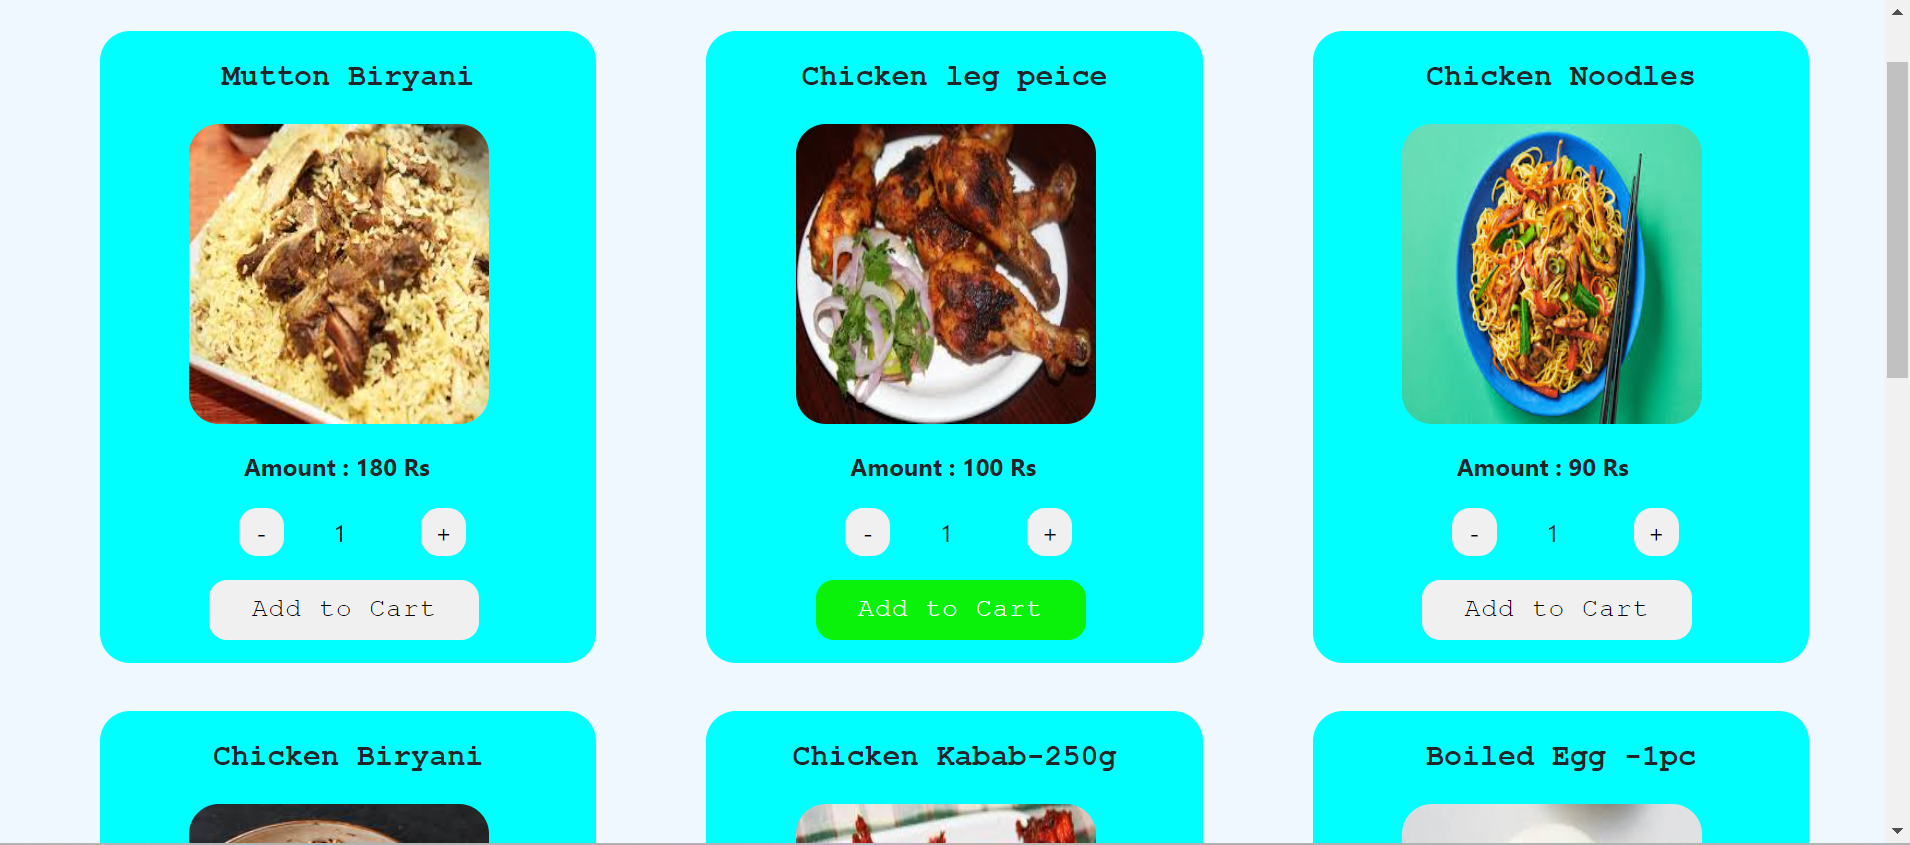 Mutton Biryani
Chicken leg peice
Chicken Noodles
Amount : 180 Rs
Amount : 100 Rs
Amount : 90 Rs
- 1 +
- 1 +
- 1 +
Add to Cart
Add to Cart
Add to Cart
Chicken Biryani
Chicken Kabab-250g
Boiled Egg -1pc